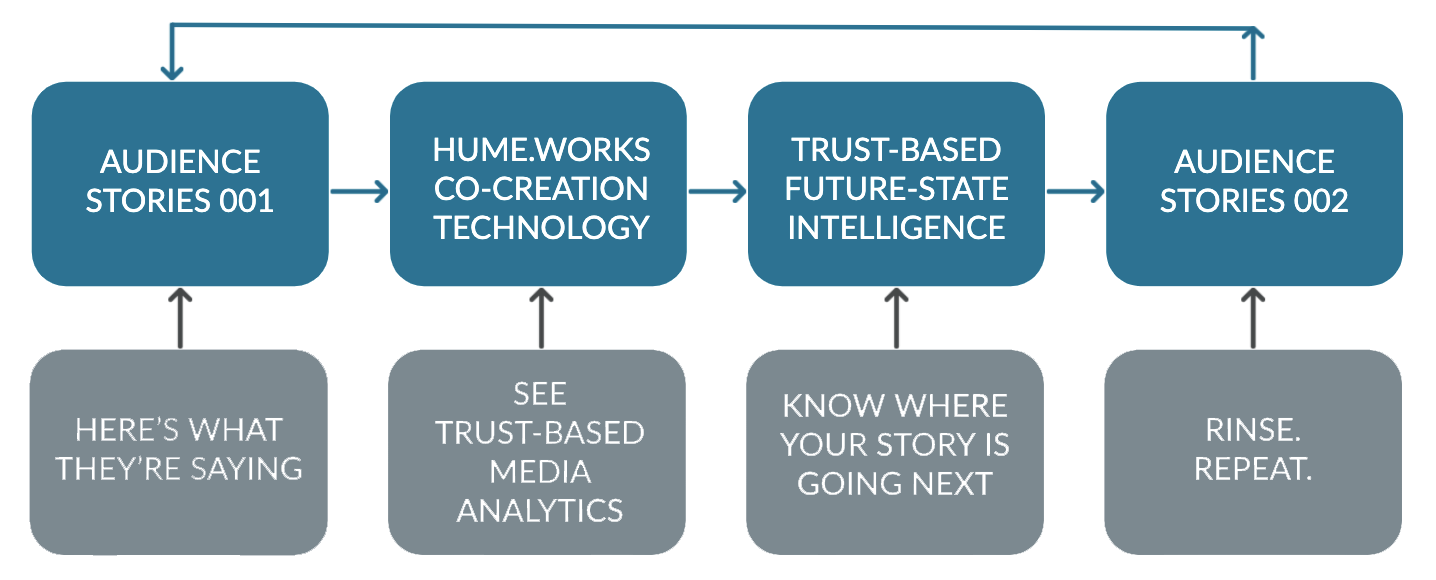 AUDIENCE
STORIES 001
HUME.WORKS
CO-CREATION
TECHNOLOGY
TRUST-BASED
FUTURE-STATE
INTELLIGENCE
AUDIENCE
STORIES 002
HERE’S WHAT
THEY’RE SAYING
SEE
TRUST-BASED
MEDIA
ANALYTICS
KNOW WHERE
YOUR STORY IS
GOING NEXT
RINSE.
REPEAT.